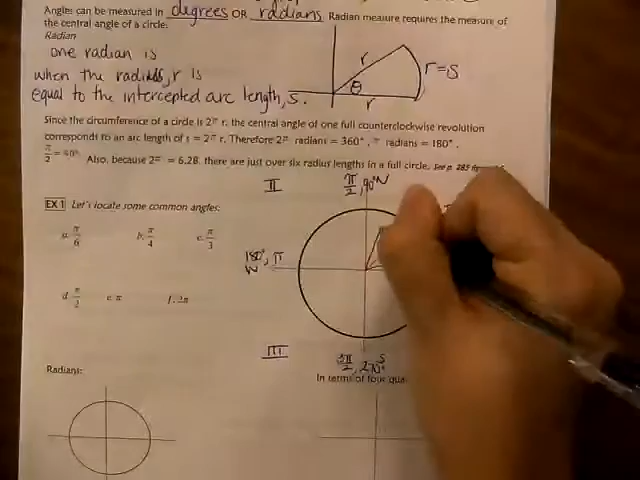 Angles can be measured in degrees OR radians Radian measure requires the measure of
the central angle of a circle.
Radian
one radian is
when the radius, r is
equal to the intercepted arc length, s.
r
r = s
θ
r
Since the circumference of a circle is 2π r, the central angle of one full counterclockwise revolution
corresponds to an arc length of s = 2π r. Therefore 2π radians = 360°, π radians = 180°.
Also, because 2π = 6.28, there are just over six radius lengths in a full circle. See p. 285
II
π/2, 90° N
EX 1 Let's locate some common angles:
a. π/6
b. π/4
c. π/3
180°, π
W
d. π/2
e. π
f. 2π
III
3π/2, 270° S
Radians:
In terms of four qua